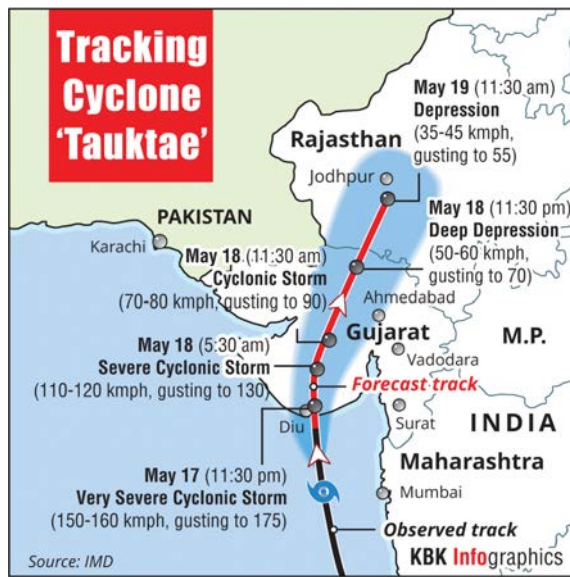 Tracking
Cyclone
'Tauktae'
May 19 (11:30 am)
Depression
(35-45 kmph,
gusting to 55)
Rajasthan
Jodhpur
PAKISTAN
Karachi
May 18 (11:30 pm)
Deep Depression
(50-60 kmph,
gusting to 70)
May 18 (11:30 am)
Cyclonic Storm
(70-80 kmph, gusting to 90)
Ahmedabad
Gujarat
M.P.
May 18 (5:30 am)
Severe Cyclonic Storm
(110-120 kmph, gusting to 130)
Vadodara
Forecast track
Diu
Surat
INDIA
Maharashtra
May 17 (11:30 pm)
Very Severe Cyclonic Storm
(150-160 kmph, gusting to 175)
Mumbai
Observed track
Source: IMD
KBK Infographics